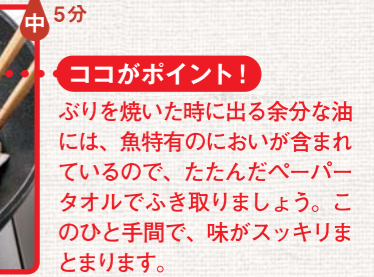 中 5分
ココがポイント!
ぶりを焼いた時に出る余分な油
には、魚特有のにおいが含まれ
ているので、たたんだペーパー
タオルでふき取りましょう。こ
のひと手間で、味がスッキリま
とまります。